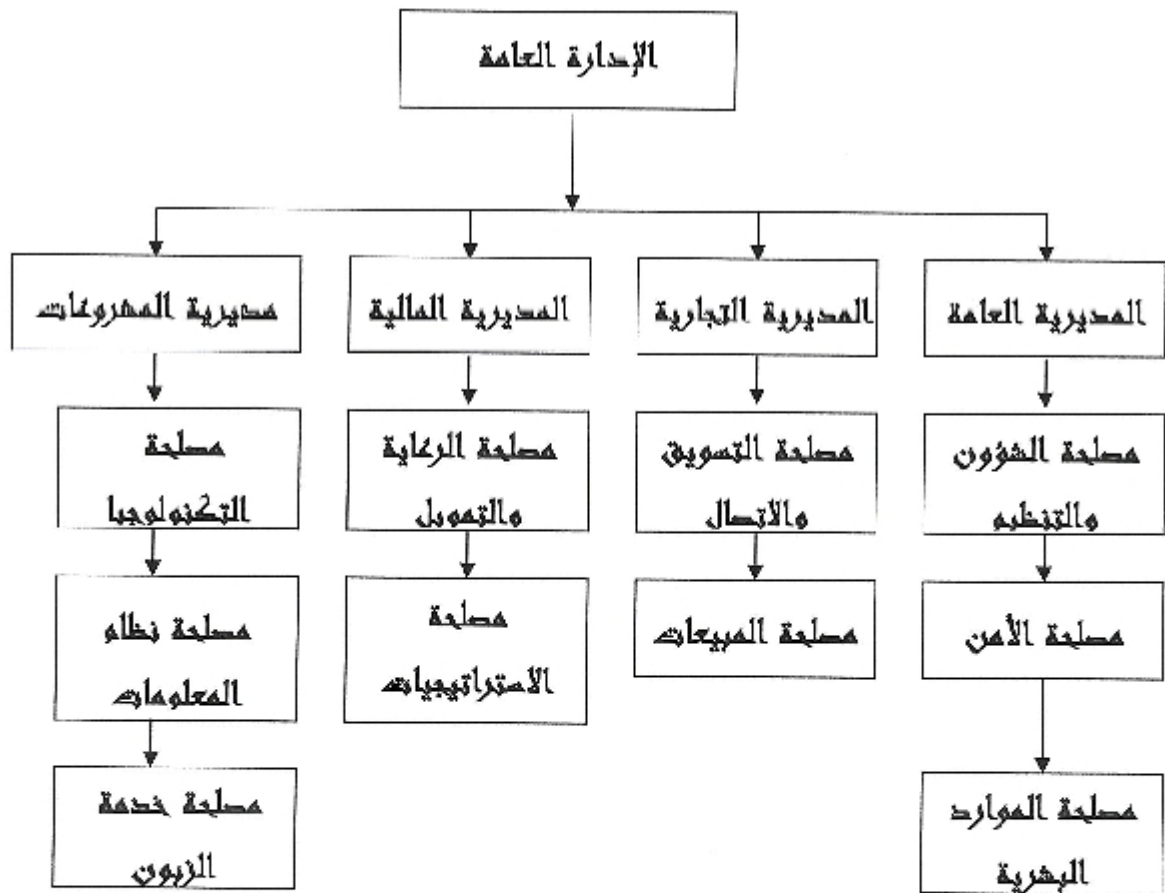 الإدارة العامة
المديرية العامة
المديرية التجارية
المديرية المالية
مديرية المشروعات
مصلحة الشؤون
والتنظيم
مصلحة التسويق
والاتصال
مصلحة الرعاية
والتمويل
مصلحة
التكنولوجيا
مصلحة الأمن
مصلحة المبيعات
مصلحة
الاستراتيجيات
مصلحة نظام
المعلومات
مصلحة الموارد
البشرية
مصلحة خدمة
الزبون